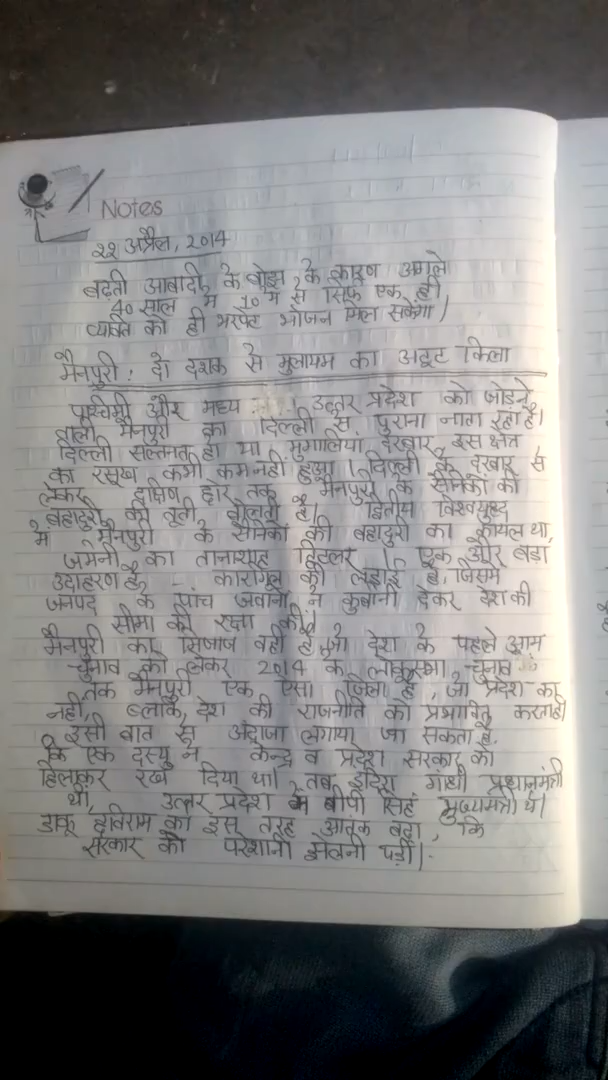 Notes
२२ अप्रैल, 2014
बढ़ती आबादी के बोझ के कारण अगले
40 साल में 10 में से सिर्फ एक ही
व्यक्ति को ही भरपेट भोजन मिल सकेगा।
मैनपुरी: दो दशक से मुलायम का अटूट किला
पश्चिमी और मध्य उत्तर प्रदेश को जोड़ने
वाली मैनपुरी का दिल्ली से पुराना नाता रहा है।
दिल्ली सल्तनत हो या मुगलिया दरबार, इस क्षेत्र
का रसूख कभी कम नही हुआ। दिल्ली के दरबार से
लेकर दक्षिण द्वार तक मैनपुरी के सैनिकों की
बहादुरी की तूती बोलती है। द्वितीय विश्वयुद्ध
में मैनपुरी के सैनिकों की बहादुरी का कायल था,
जर्मनी का तानाशाह हिटलर। एक और बड़ा
उदाहरण है - कारगिल की लड़ाई है, जिसमें
जनपद के पांच जवानों ने कुर्बानी देकर देश की
सीमा की रक्षा की।
मैनपुरी का मिजाज वही है, जो देश के पहले आम
चुनाव को लेकर 2014 के लोकसभा चुनाव
तक मैनपुरी एक ऐसा जिला है, जो प्रदेश का
नही, ब्लकि, देश की राजनीति को प्रभावित करता है।
इसी बात से अंदाजा लगाया जा सकता है.
कि एक दस्यु ने केन्द्र व प्रदेश सरकार को
हिलाकर रख दिया था। तब इंदिरा गांधी प्रधानमंत्री
थीं, उत्तर प्रदेश के वीपी सिंह मुख्यमंत्री थे।
डाकू छविराम का इस तरह आतंक बढ़ा, कि
सरकार को परेशानी झेलनी पड़ी।